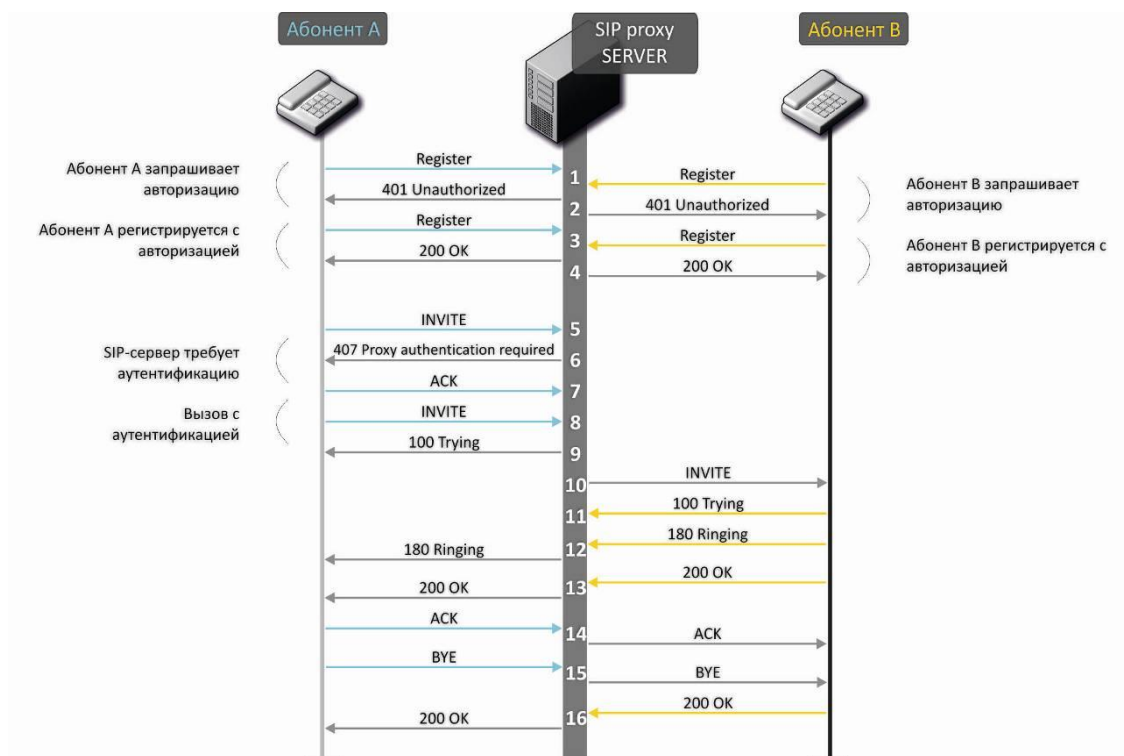 Абонент А
SIP proxy
SERVER
Абонент В
Абонент А запрашивает
авторизацию
Register
1
Register
Абонент В запрашивает
авторизацию
401 Unauthorized
2
401 Unauthorized
Абонент А регистрируется с
авторизацией
Register
3
Register
Абонент В регистрируется с
авторизацией
200 OK
4
200 OK
INVITE
5
SIP-сервер требует
аутентификацию
407 Proxy authentication required
6
ACK
7
Вызов с
аутентификацией
INVITE
8
100 Trying
9
INVITE
10
100 Trying
11
180 Ringing
12
180 Ringing
200 OK
13
200 OK
ACK
14
ACK
BYE
15
BYE
200 OK
16
200 OK